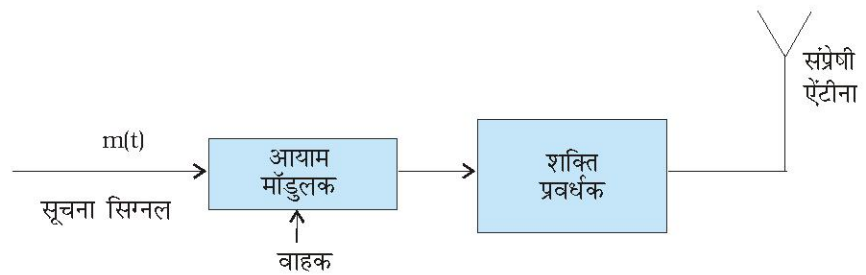 संप्रेषी
ऐंटीना
m(t)
आयाम
मॉडुलक
शक्ति
प्रवर्धक
सूचना सिग्नल
वाहक